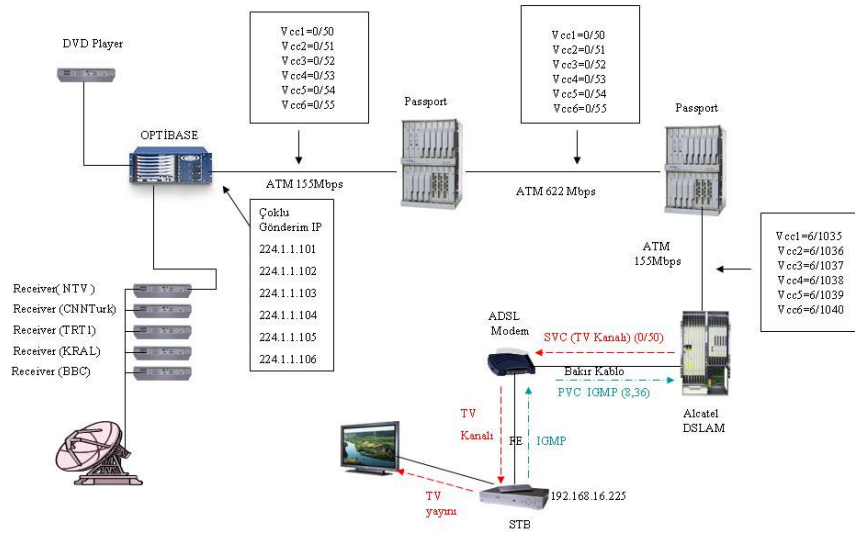 DVD Player
OPTİBASE
Vcc1=0/50
Vcc2=0/51
Vcc3=0/52
Vcc4=0/53
Vcc5=0/54
Vcc6=0/55
ATM 155Mbps
Passport
Vcc1=0/50
Vcc2=0/51
Vcc3=0/52
Vcc4=0/53
Vcc5=0/54
Vcc6=0/55
ATM 622 Mbps
Passport
Çoklu
Gönderim IP
224.1.1.101
224.1.1.102
224.1.1.103
224.1.1.104
224.1.1.105
224.1.1.106
ATM
155Mbps
Vcc1=6/1035
Vcc2=6/1036
Vcc3=6/1037
Vcc4=6/1038
Vcc5=6/1039
Vcc6=6/1040
Receiver( NTV )
Receiver (CNNTurk)
Receiver (TRT1)
Receiver (KRAL)
Receiver (BBC)
ADSL
Modem
SVC (TV Kanalı) (0/50)
Bakır Kablo
PVC IGMP (8,36)
Alcatel
DSLAM
TV
Kanalı
FE
IGMP
TV
yayını
192.168.16.225
STB